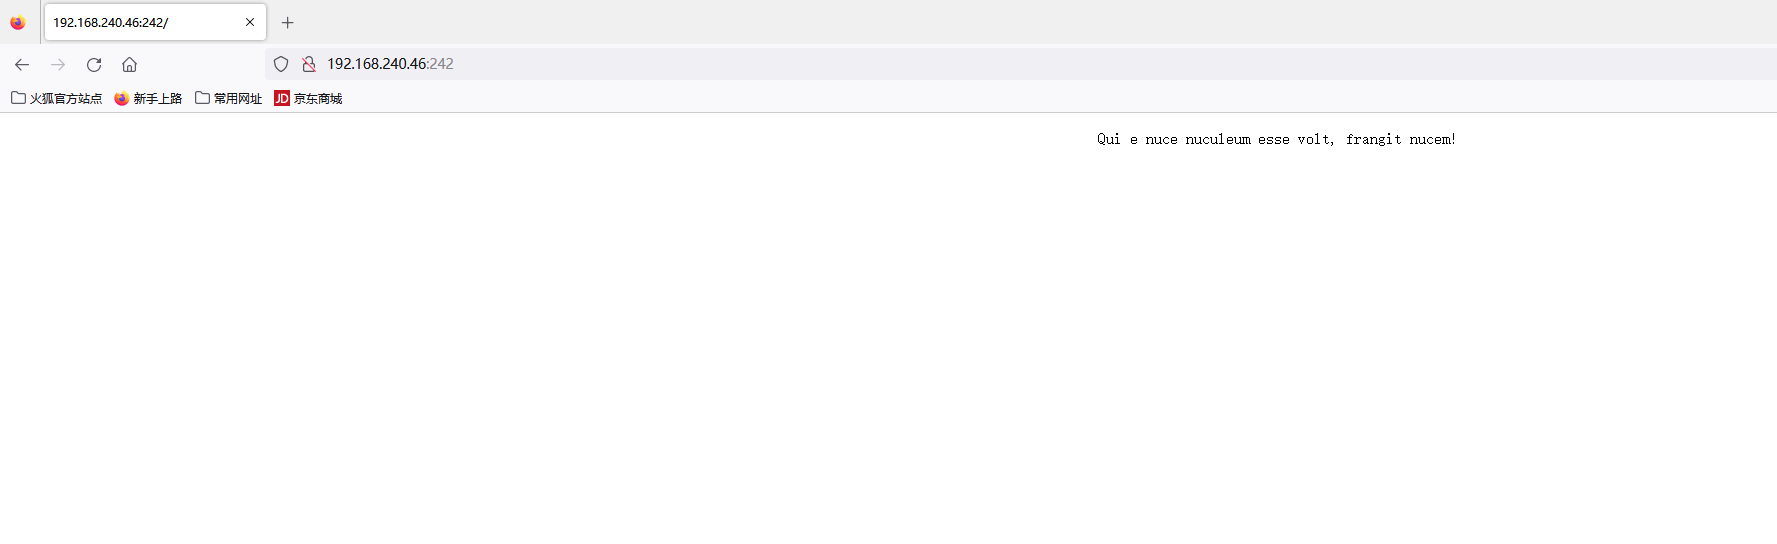 192.168.240.46:242/
192.168.240.46:242
火狐官方站点 新手上路 常用网址 JD 京东商城
Qui e nuce nuculeum esse volt, frangit nucem!